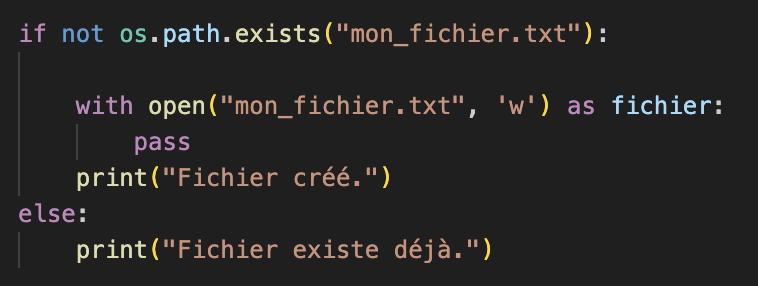 if not os.path.exists("mon_fichier.txt"):
with open("mon_fichier.txt", 'w') as fichier:
pass
print("Fichier créé.")
else:
print("Fichier existe déjà.")